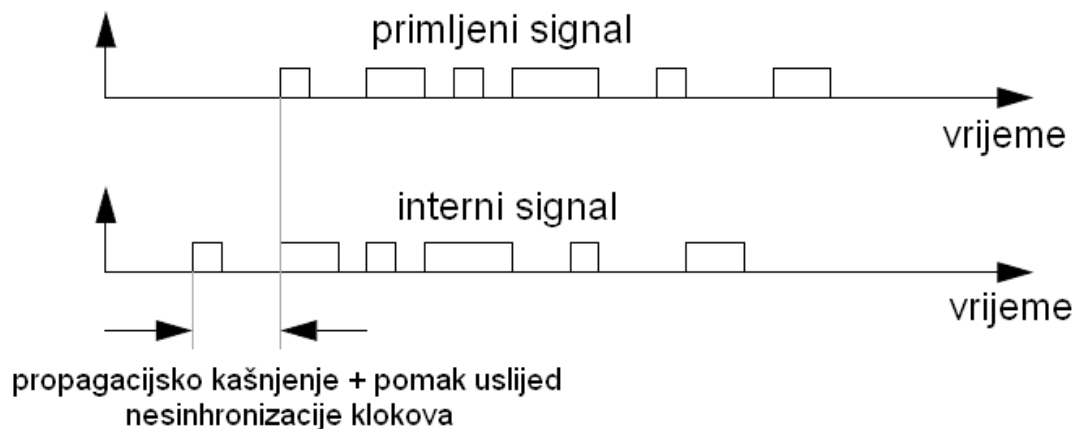 primljeni signal
vrijeme
interni signal
vrijeme
propagacijsko kašnjenje + pomak uslijed
nesinhronizacije klokova